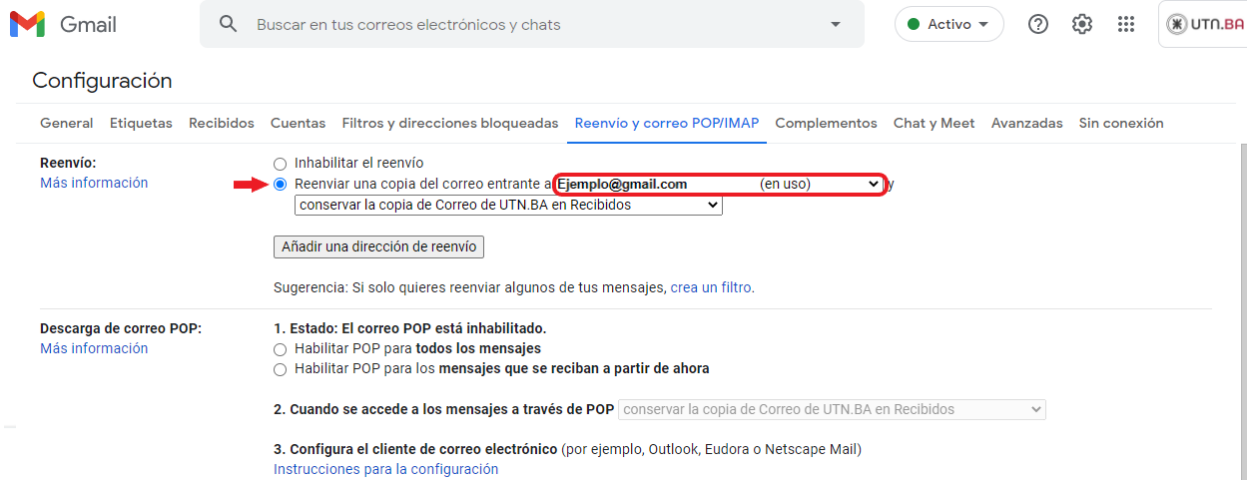 Gmail
Buscar en tus correos electrónicos y chats
Activo
UTN.BA
Configuración
General Etiquetas Recibidos Cuentas Filtros y direcciones bloqueadas Reenvío y correo POP/IMAP Complementos Chat y Meet Avanzadas Sin conexión
Reenvío:
Más información
Inhabilitar el reenvío
Reenviar una copia del correo entrante a Ejemplo@gmail.com (en uso) y
conservar la copia de Correo de UTN.BA en Recibidos
Añadir una dirección de reenvío
Sugerencia: Si solo quieres reenviar algunos de tus mensajes, crea un filtro.
Descarga de correo POP:
Más información
1. Estado: El correo POP está inhabilitado.
Habilitar POP para todos los mensajes
Habilitar POP para los mensajes que se reciban a partir de ahora
2. Cuando se accede a los mensajes a través de POP conservar la copia de Correo de UTN.BA en Recibidos
3. Configura el cliente de correo electrónico (por ejemplo, Outlook, Eudora o Netscape Mail)
Instrucciones para la configuración